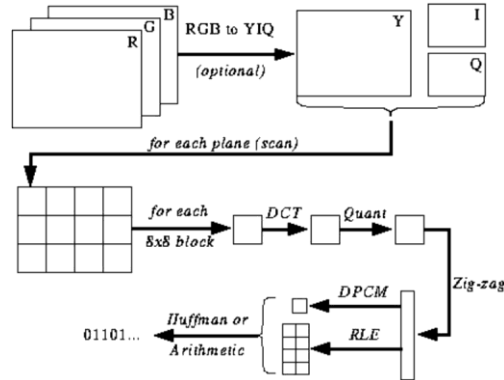 B
G
R
RGB to YIQ
(optional)
Y
I
Q
for each plane (scan)
for each
8x8 block
DCT
Quant
Zig-zag
DPCM
RLE
Huffman or
Arithmetic
01101...